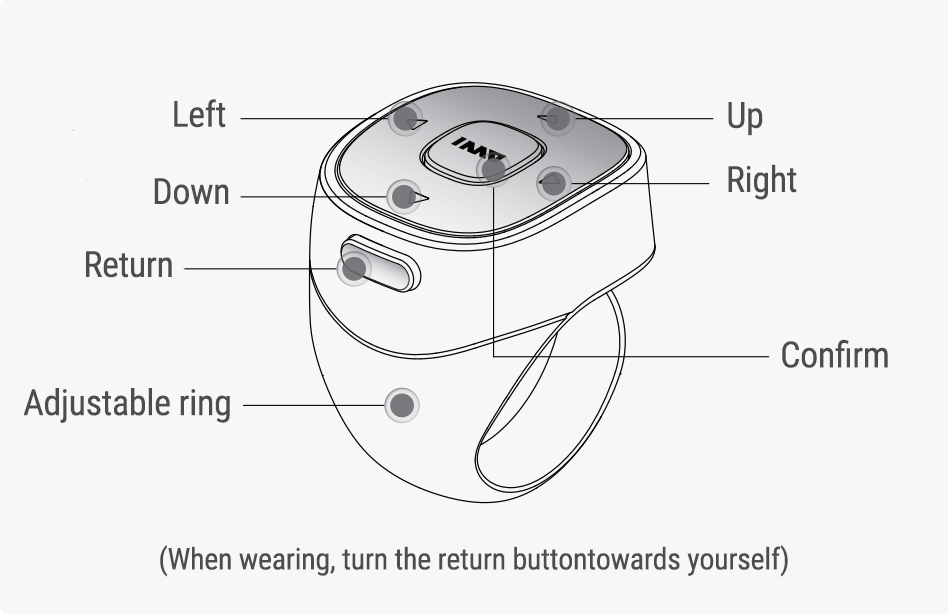 Left
Up
Down
Right
Return
Confirm
Adjustable ring
(When wearing, turn the return buttontowards yourself)